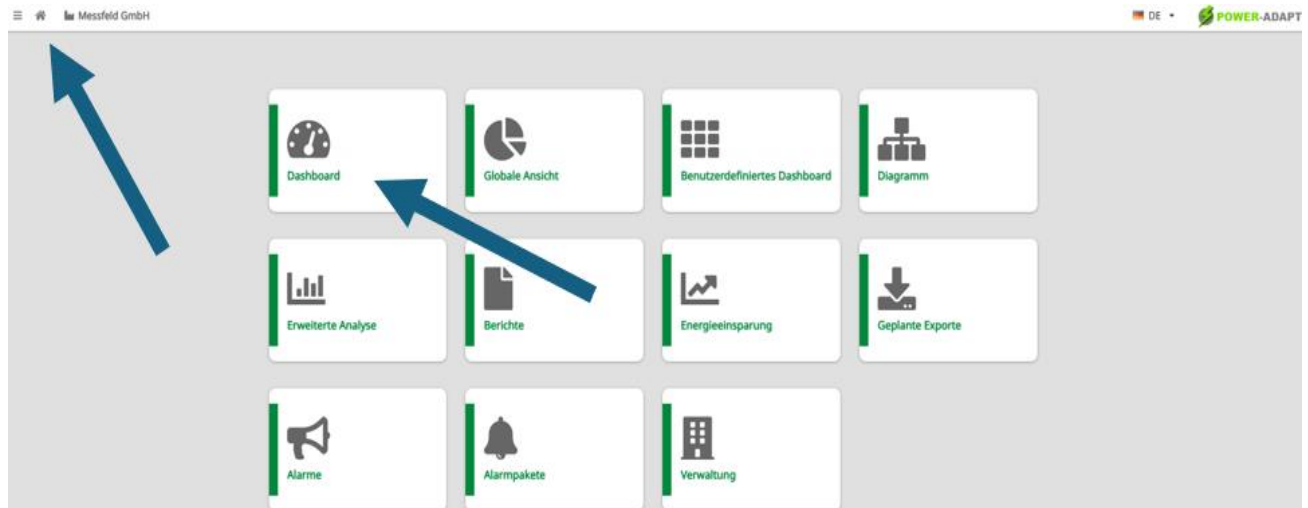 Messfeld GmbH
DE
POWER-ADAPT
Dashboard
Globale Ansicht
Benutzerdefiniertes Dashboard
Diagramm
Erweiterte Analyse
Berichte
Energieeinsparung
Geplante Exporte
Alarme
Alarmpakete
Verwaltung